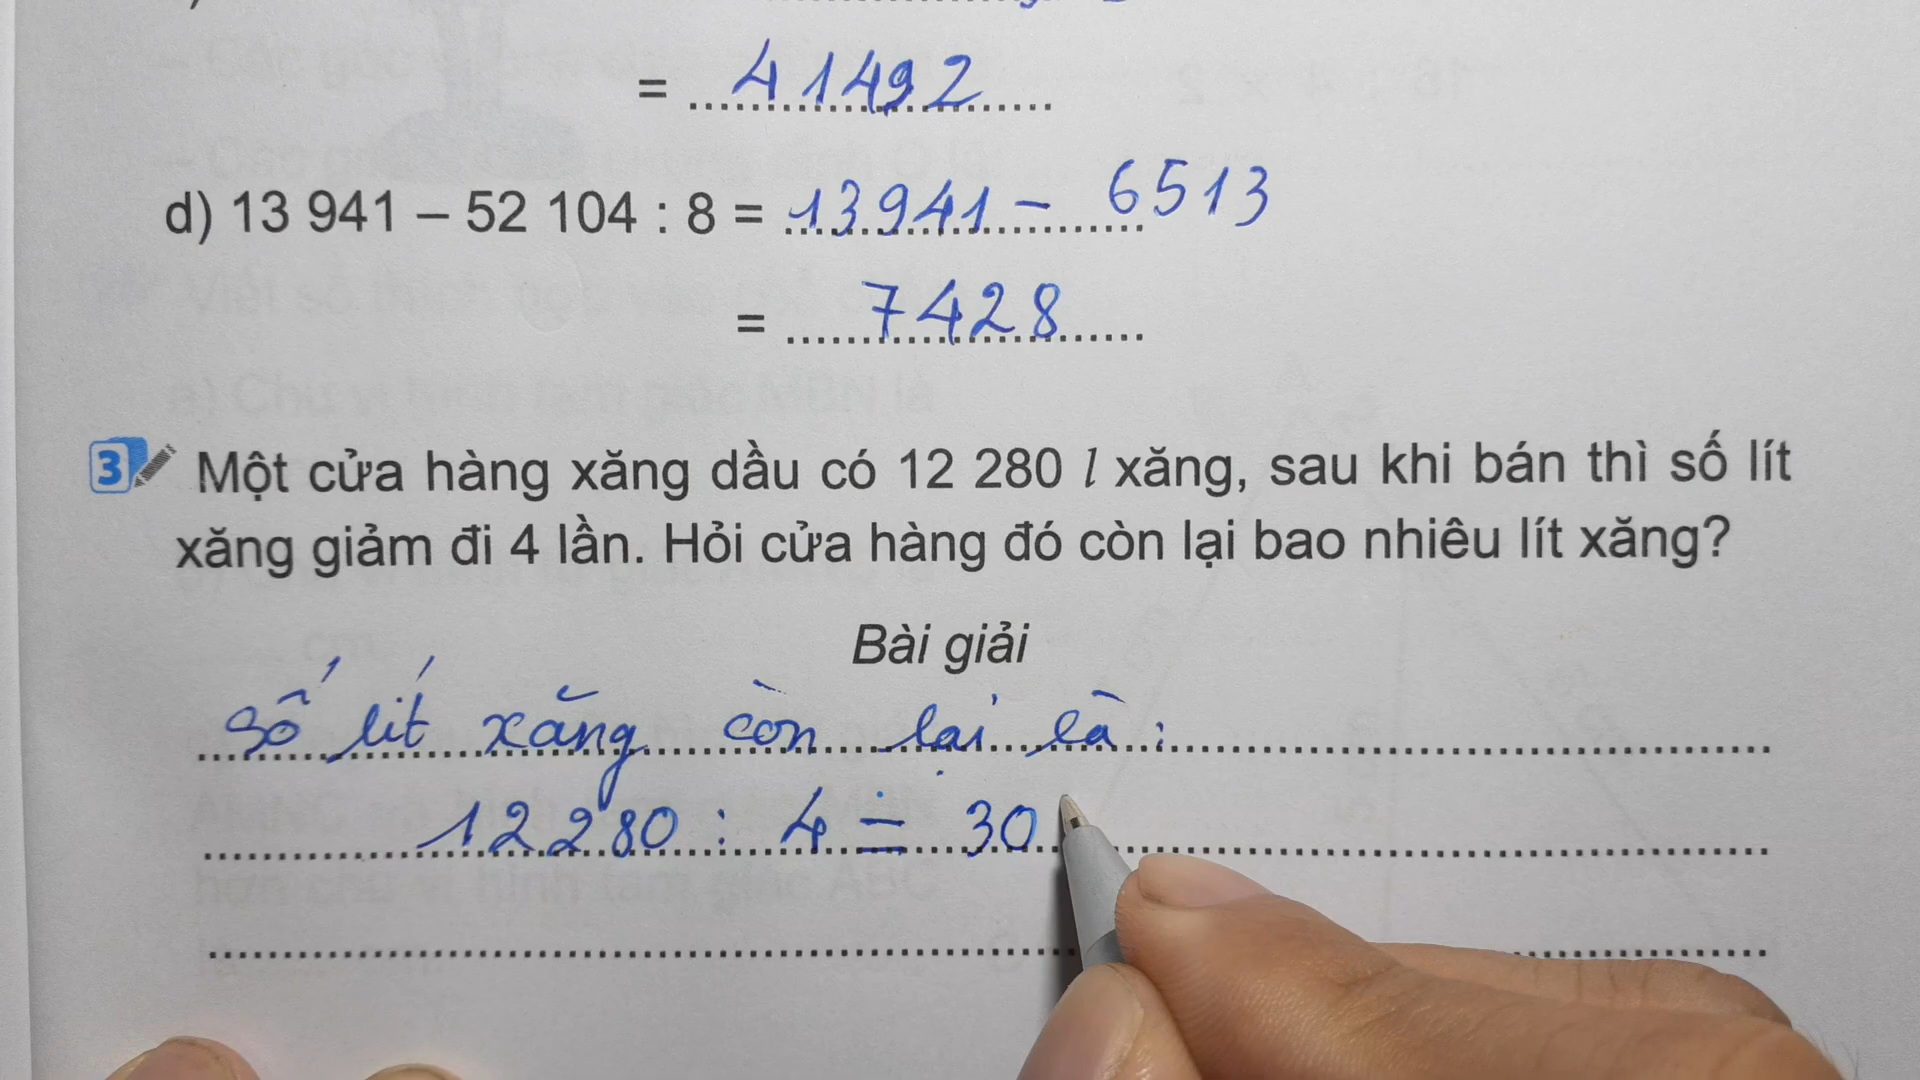 = 41492
d) 13 941 – 52 104 : 8 = 13941 – 6513
= 7428
3 Một cửa hàng xăng dầu có 12 280 l xăng, sau khi bán thì số lít
xăng giảm đi 4 lần. Hỏi cửa hàng đó còn lại bao nhiêu lít xăng?
Bài giải
Số lít xăng còn lại là :
12280 : 4 = 30